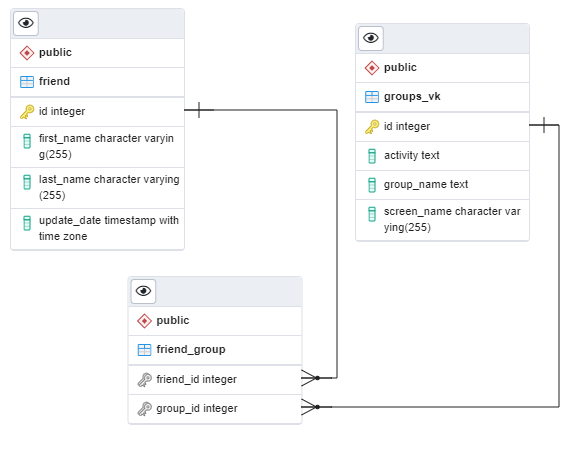 public
friend
id integer
first_name character varyin
g(255)
last_name character varying
(255)
update_date timestamp with
time zone
public
groups_vk
id integer
activity text
group_name text
screen_name character var
ying(255)
public
friend_group
friend_id integer
group_id integer